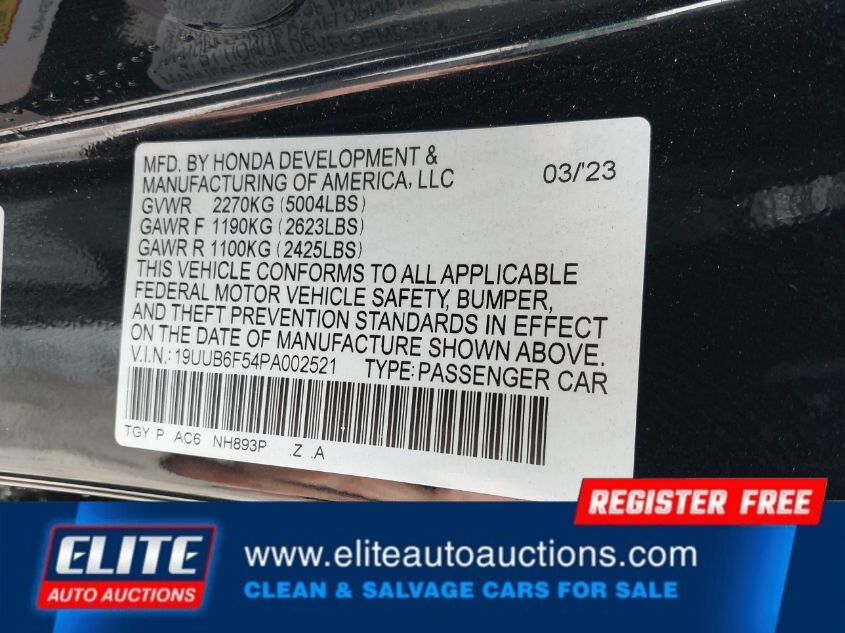 MFD. BY HONDA DEVELOPMENT &
MANUFACTURING OF AMERICA, LLC 03/'23
GVWR 2270KG (5004LBS)
GAWR F 1190KG (2623LBS)
GAWR R 1100KG (2425LBS)
THIS VEHICLE CONFORMS TO ALL APPLICABLE
FEDERAL MOTOR VEHICLE SAFETY, BUMPER,
AND THEFT PREVENTION STANDARDS IN EFFECT
ON THE DATE OF MANUFACTURE SHOWN ABOVE.
V.I.N.: 19UUB6F54PA002521 TYPE: PASSENGER CAR
TGY P AC6 NH893P .Z .A
REGISTER FREE
ELITE
AUTO AUCTIONS
www.eliteautoauctions.com
CLEAN & SALVAGE CARS FOR SALE